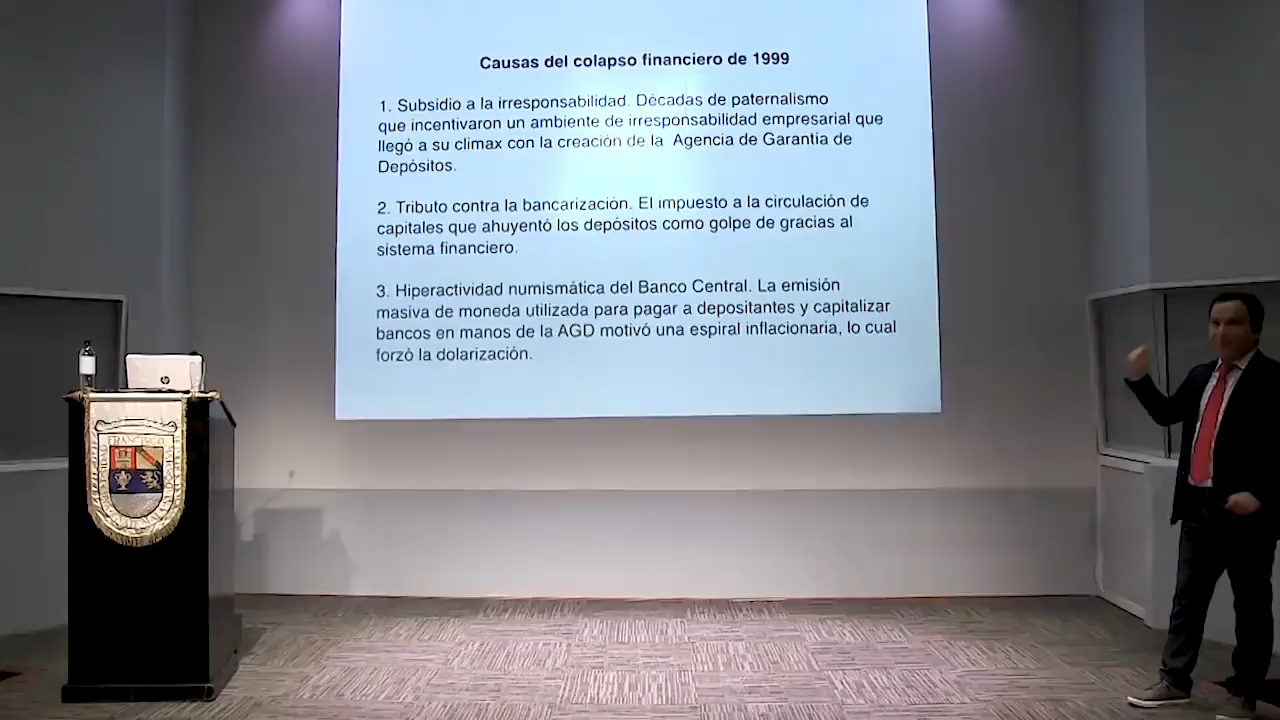 Causas del colapso financiero de 1999
1. Subsidio a la irresponsabilidad. Décadas de paternalismo
que incentivaron un ambiente de irresponsabilidad empresarial que
llegó a su climax con la creación de la Agencia de Garantía de
Depósitos.
2. Tributo contra la bancarización. El impuesto a la circulación de
capitales que ahuyentó los depósitos como golpe de gracias al
sistema financiero.
3. Hiperactividad numismática del Banco Central. La emisión
masiva de moneda utilizada para pagar a depositantes y capitalizar
bancos en manos de la AGD motivó una espiral inflacionaria, lo cual
forzó la dolarización.
hp
FRANCISCO